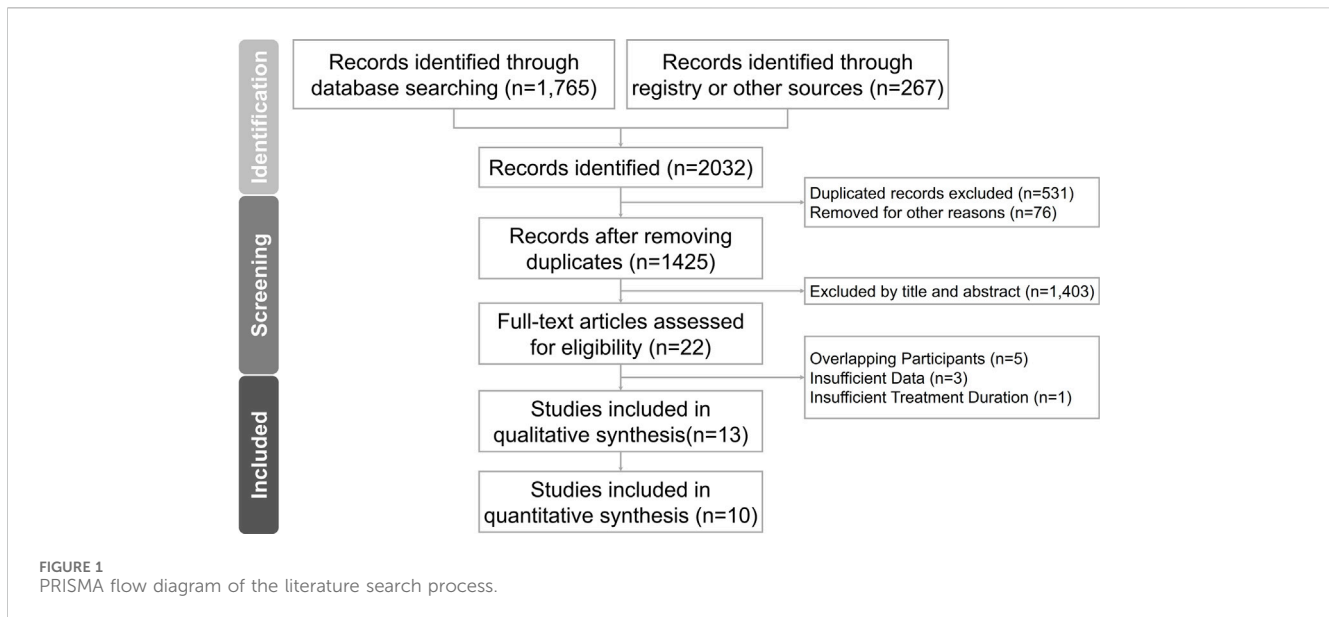 Identification
Records identified through
database searching (n=1,765)
Records identified through
registry or other sources (n=267)
Records identified (n=2032)
Duplicated records excluded (n=531)
Removed for other reasons (n=76)
Screening
Records after removing
duplicates (n=1425)
Excluded by title and abstract (n=1,403)
Full-text articles assessed
for eligibility (n=22)
Overlapping Participants (n=5)
Insufficient Data (n=3)
Insufficient Treatment Duration (n=1)
Included
Studies included in
qualitative synthesis(n=13)
Studies included in
quantitative synthesis (n=10)
FIGURE 1
PRISMA flow diagram of the literature search process.